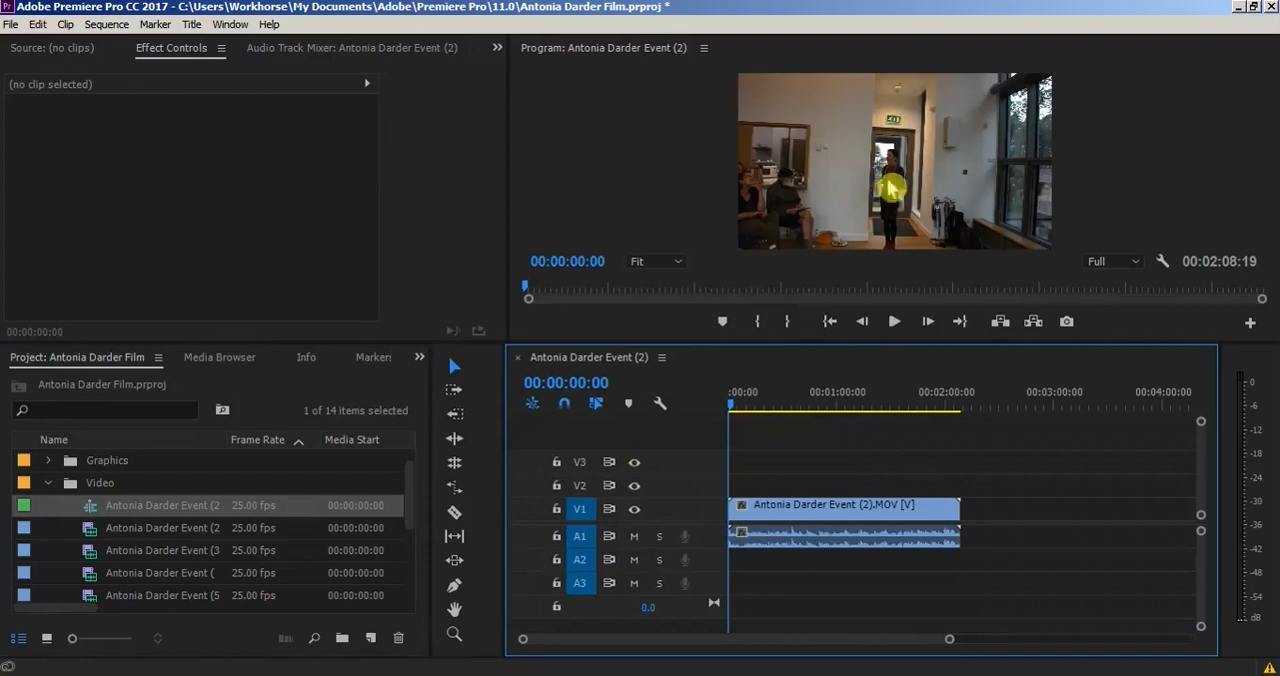 Adobe Premiere Pro CC 2017 - C:\Users\Workhorse\My Documents\Adobe\Premiere Pro\11.0\Antonia Darder Film.prproj *
File Edit Clip Sequence Marker Title Window Help
Source: (no clips) Effect Controls Audio Track Mixer: Antonia Darder Event (2)
Program: Antonia Darder Event (2)
(no clip selected)
00:00:00:00 Fit Full 00:02:08:19
00:00:00:00
Project: Antonia Darder Film Media Browser Info Marker
Antonia Darder Film.prproj
1 of 14 items selected
Name Frame Rate Media Start
Graphics
Video
Antonia Darder Event (2 25.00 fps 00:00:00:00
Antonia Darder Event (2 25.00 fps 00:00:00:00
Antonia Darder Event (3 25.00 fps 00:00:00:00
Antonia Darder Event ( 25.00 fps 00:00:00:00
Antonia Darder Event (5 25.00 fps 00:00:00:00
Antonia Darder Event (2)
00:00:00:00
:00:00 00:01:00:00 00:02:00:00 00:03:00:00 00:04:00:00
V3
V2
V1 Antonia Darder Event (2).MOV [V]
A1 M S
A2 M S
A3 M S
0.0
0
-6
-12
-18
-24
-30
-36
-42
-48
-54
dB